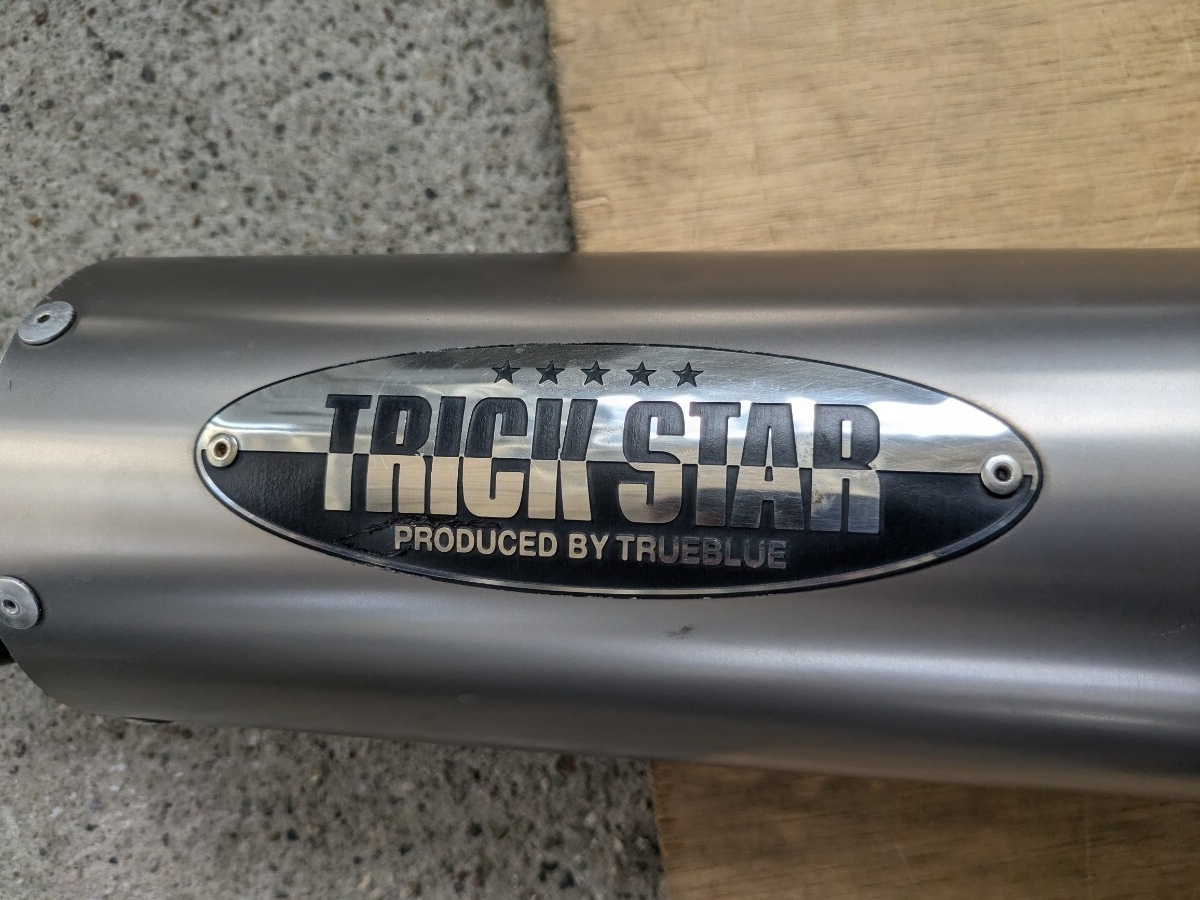 ★★★★★
TRICK STAR
PRODUCED BY TRUEBLUE